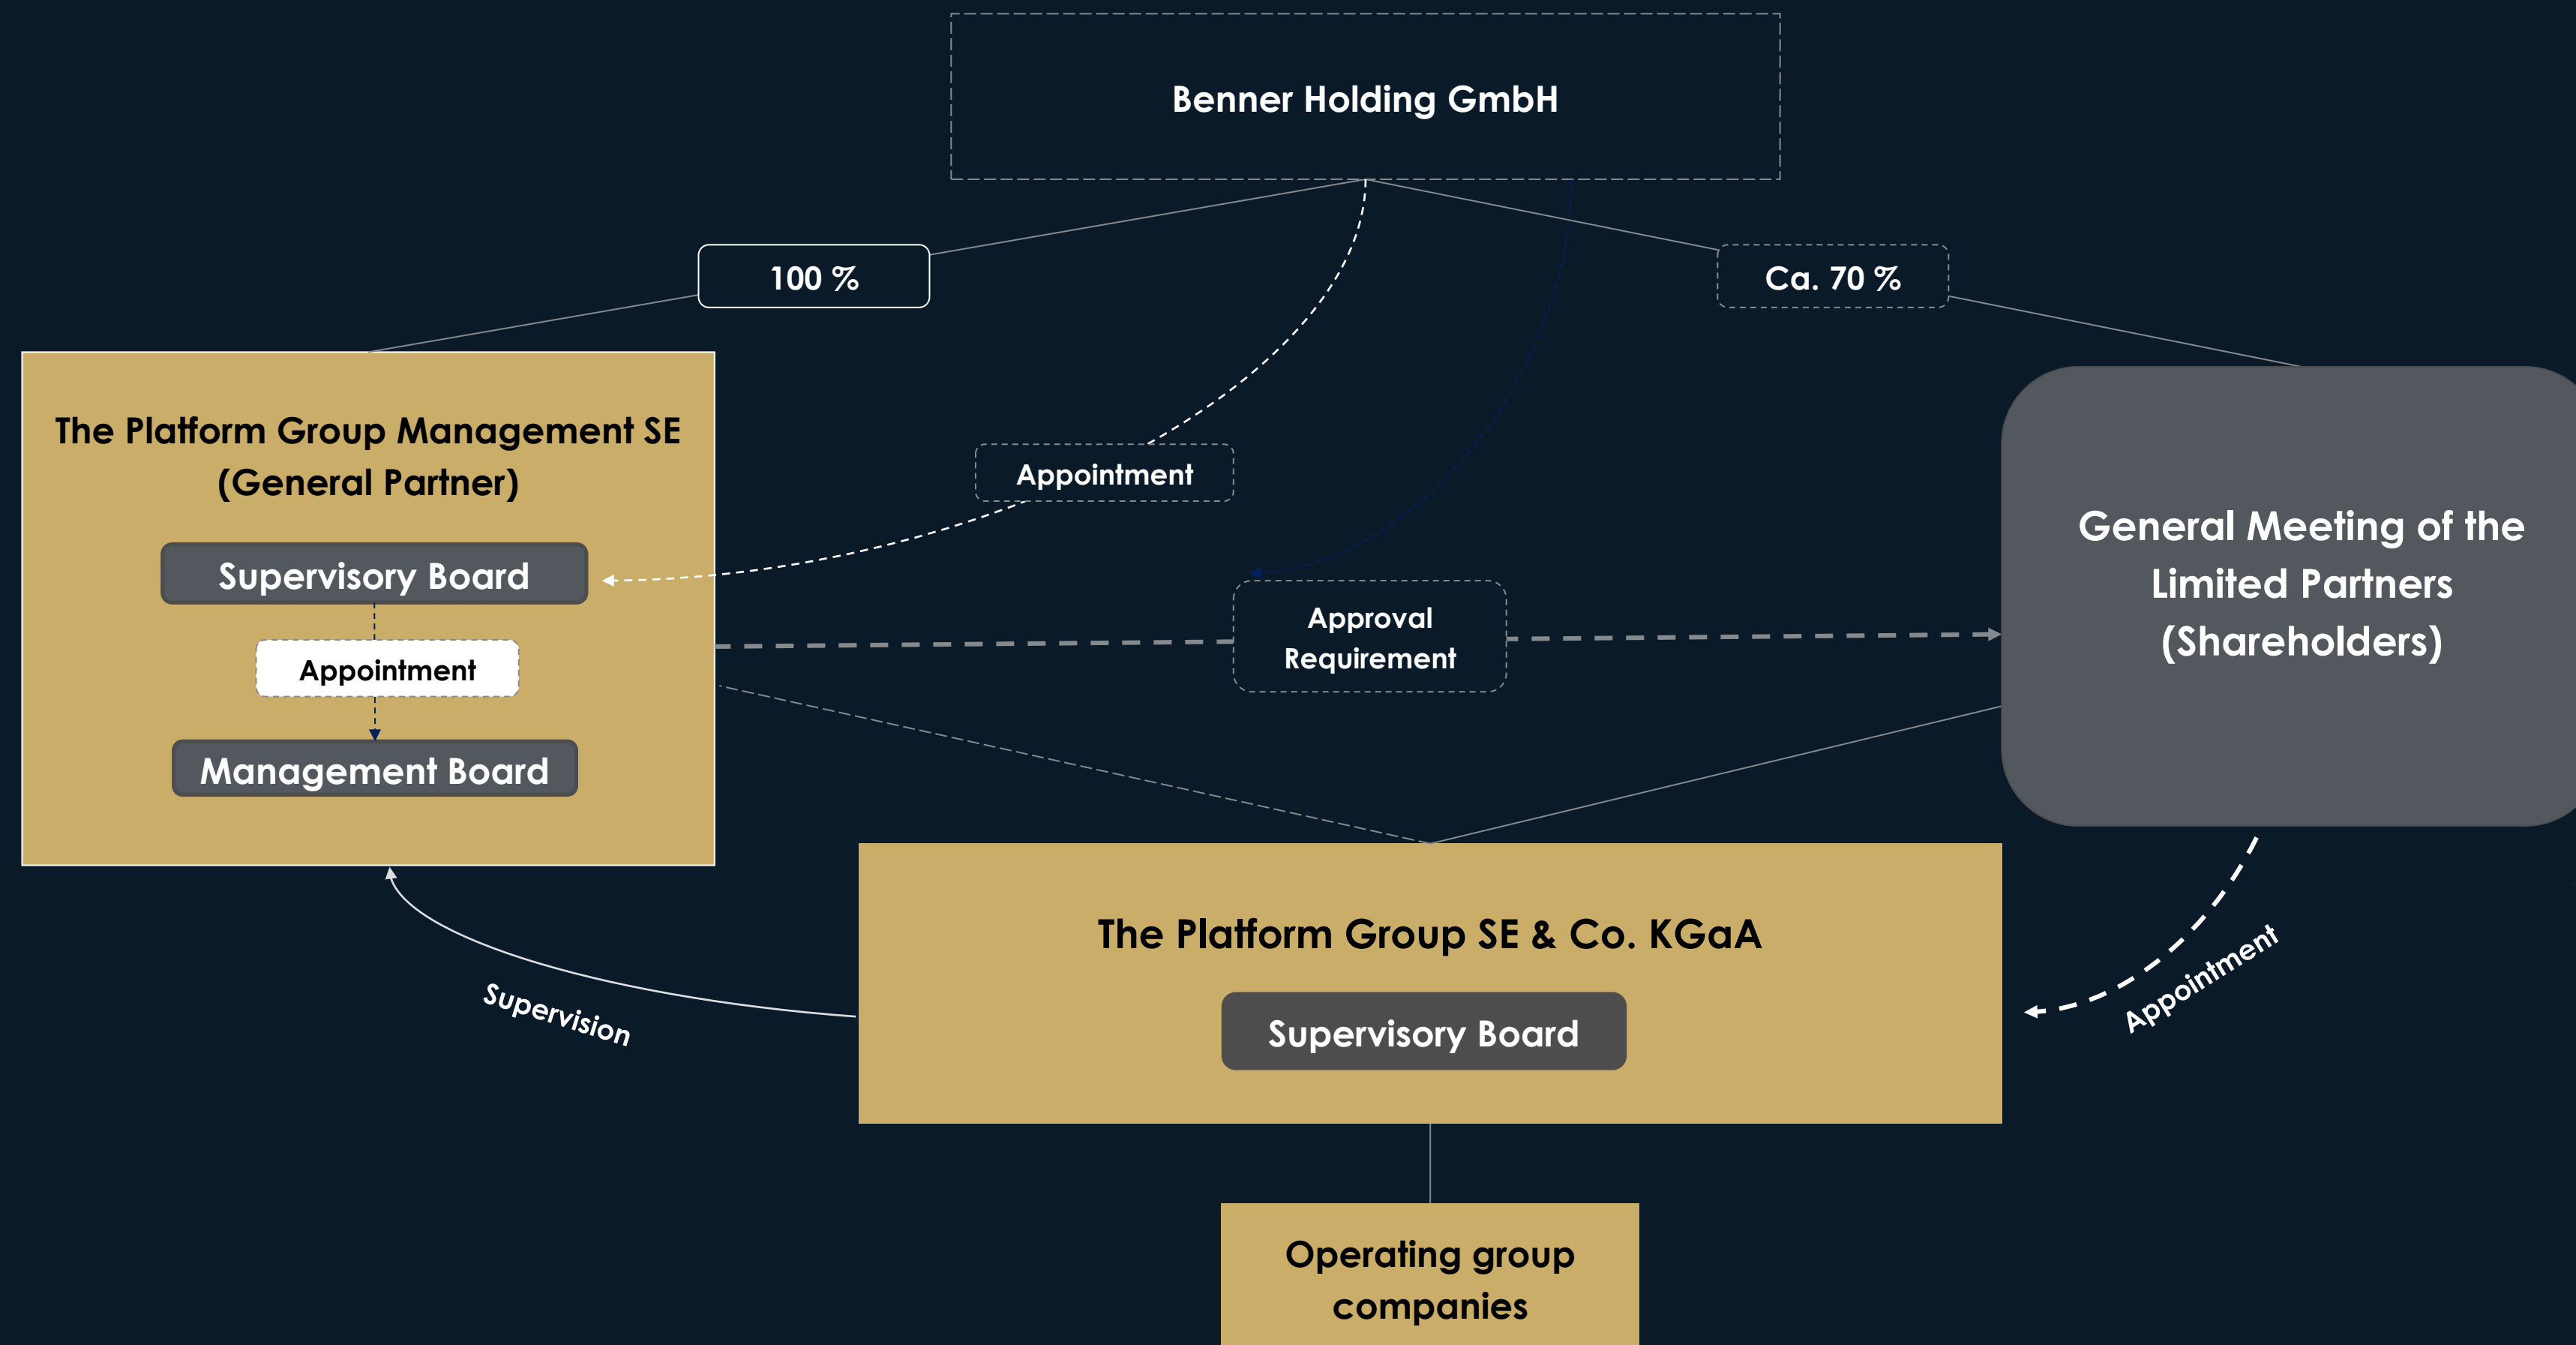 Benner Holding GmbH
100 %
Ca. 70 %
The Platform Group Management SE
(General Partner)
Appointment
Supervisory Board
Appointment
Management Board
Approval
Requirement
General Meeting of the
Limited Partners
(Shareholders)
The Platform Group SE & Co. KGaA
Supervisory Board
Supervision
Appointment
Operating group
companies